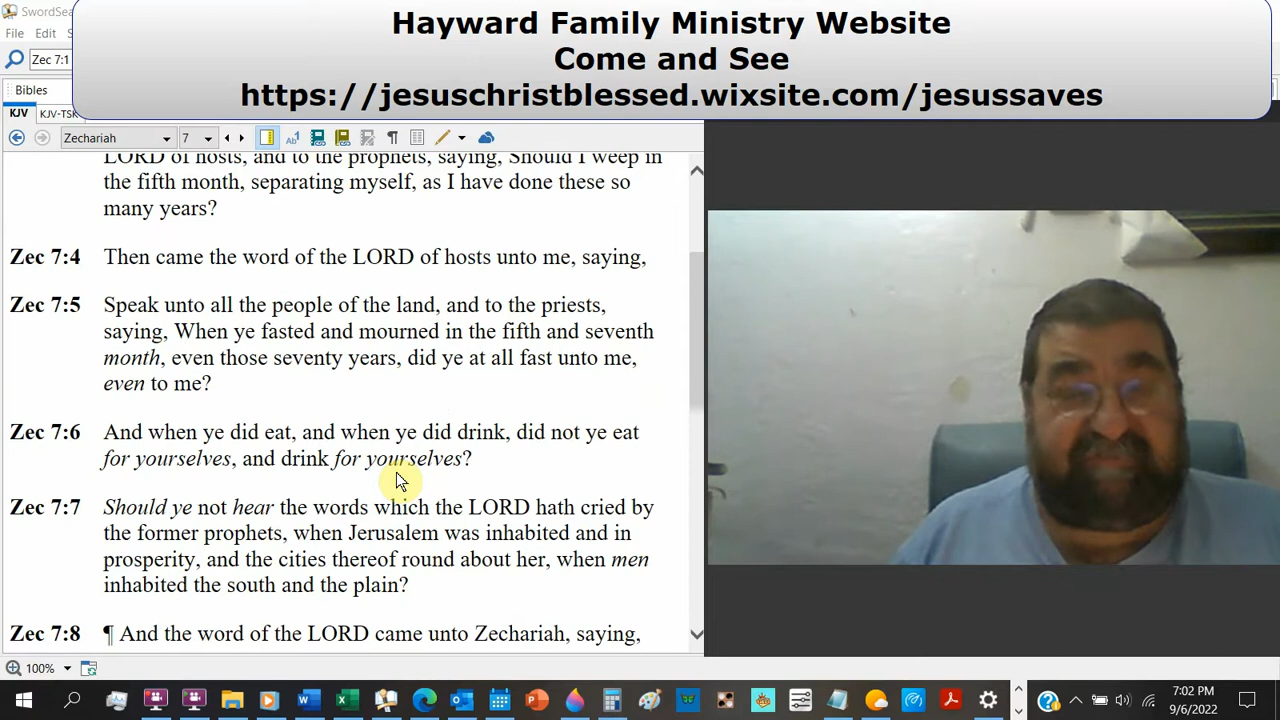 Hayward Family Ministry Website
Come and See
https://jesuschristblessed.wixsite.com/jesussaves
SwordSea
File Edit S
Zec 7:1
Bibles
KJV KJV-TSK
Zechariah 7
LORD of hosts, and to the prophets, saying, Should I weep in
the fifth month, separating myself, as I have done these so
many years?
Zec 7:4 Then came the word of the LORD of hosts unto me, saying,
Zec 7:5 Speak unto all the people of the land, and to the priests,
saying, When ye fasted and mourned in the fifth and seventh
month, even those seventy years, did ye at all fast unto me,
even to me?
Zec 7:6 And when ye did eat, and when ye did drink, did not ye eat
for yourselves, and drink for yourselves?
Zec 7:7 Should ye not hear the words which the LORD hath cried by
the former prophets, when Jerusalem was inhabited and in
prosperity, and the cities thereof round about her, when men
inhabited the south and the plain?
Zec 7:8 ¶ And the word of the LORD came unto Zechariah, saying,
100%
7:02 PM
9/6/2022